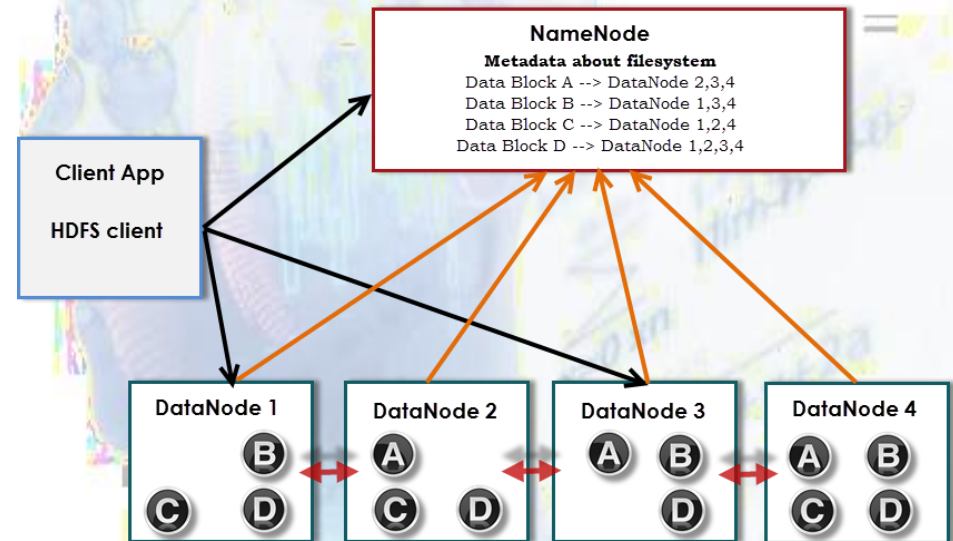 NameNode
Metadata about filesystem
Data Block A --> DataNode 2,3,4
Data Block B --> DataNode 1,3,4
Data Block C --> DataNode 1,2,4
Data Block D --> DataNode 1,2,3,4
Client App
HDFS client
DataNode 1
B
C D
DataNode 2
A
C D
DataNode 3
A B
D
DataNode 4
A B
C D